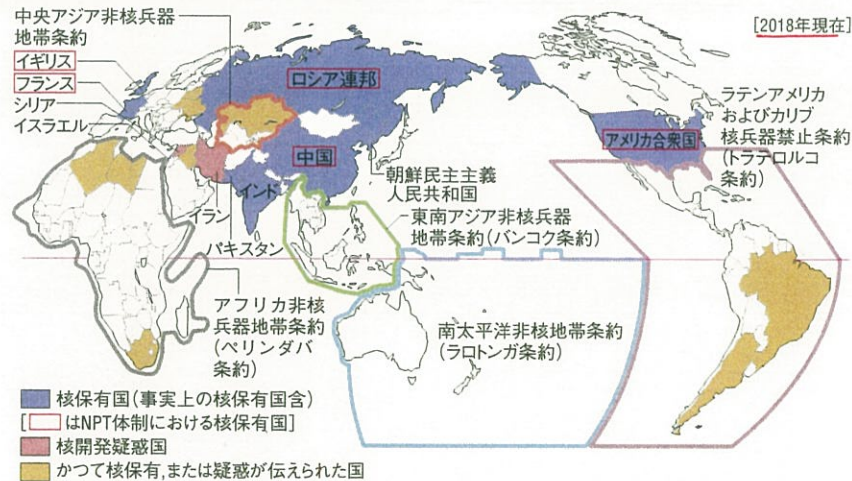 中央アジア非核兵器
地帯条約
[2018年現在]
イギリス
フランス
シリア
イスラエル
ロシア連邦
中国
インド
イラン
パキスタン
朝鮮民主主義
人民共和国
東南アジア非核兵器
地帯条約(バンコク条約)
アメリカ合衆国
ラテンアメリカ
およびカリブ
核兵器禁止条約
(トラテロルコ
条約)
アフリカ非核
兵器地帯条約
(ペリンダバ
条約)
南太平洋非核地帯条約
(ラロトンガ条約)
核保有国(事実上の核保有国含)
[ はNPT体制における核保有国]
核開発疑惑国
かつて核保有,または疑惑が伝えられた国